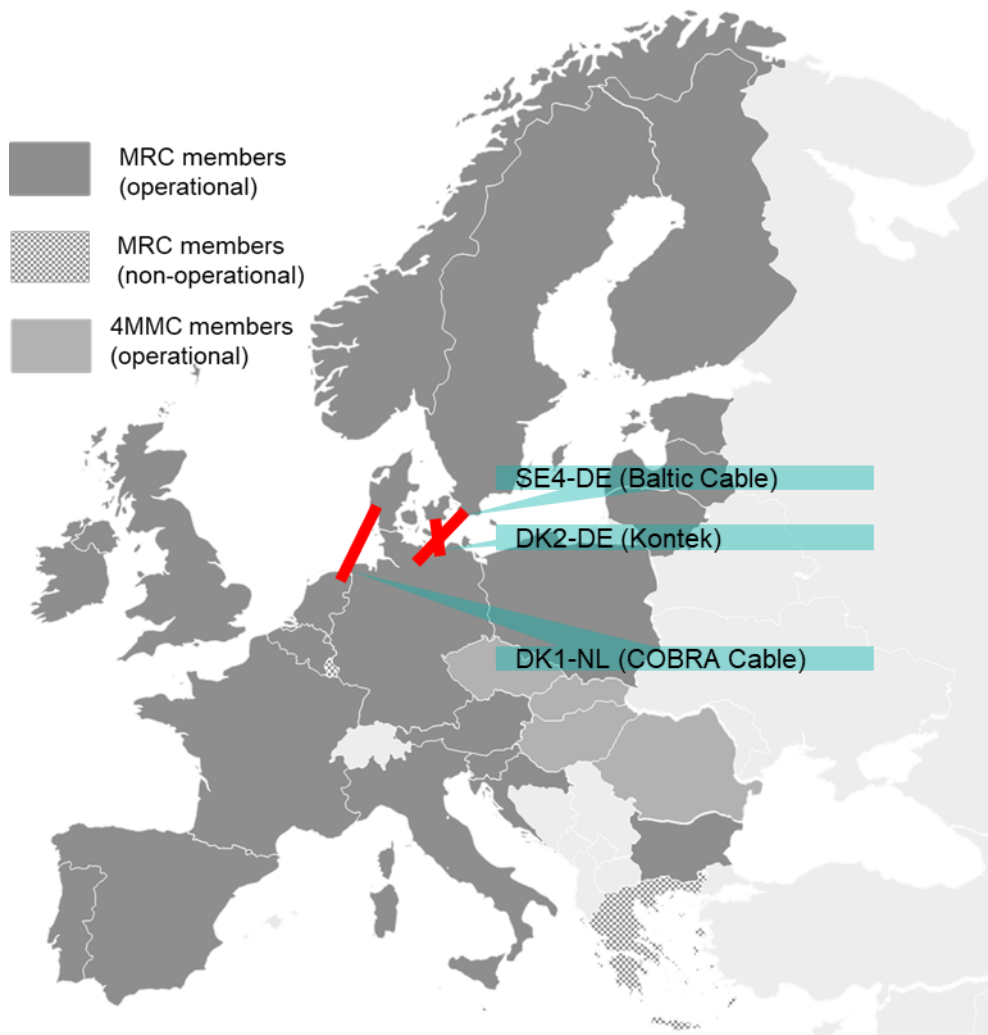 MRC members
(operational)
MRC members
(non-operational)
4MMC members
(operational)
SE4-DE (Baltic Cable)
DK2-DE (Kontek)
DK1-NL (COBRA Cable)